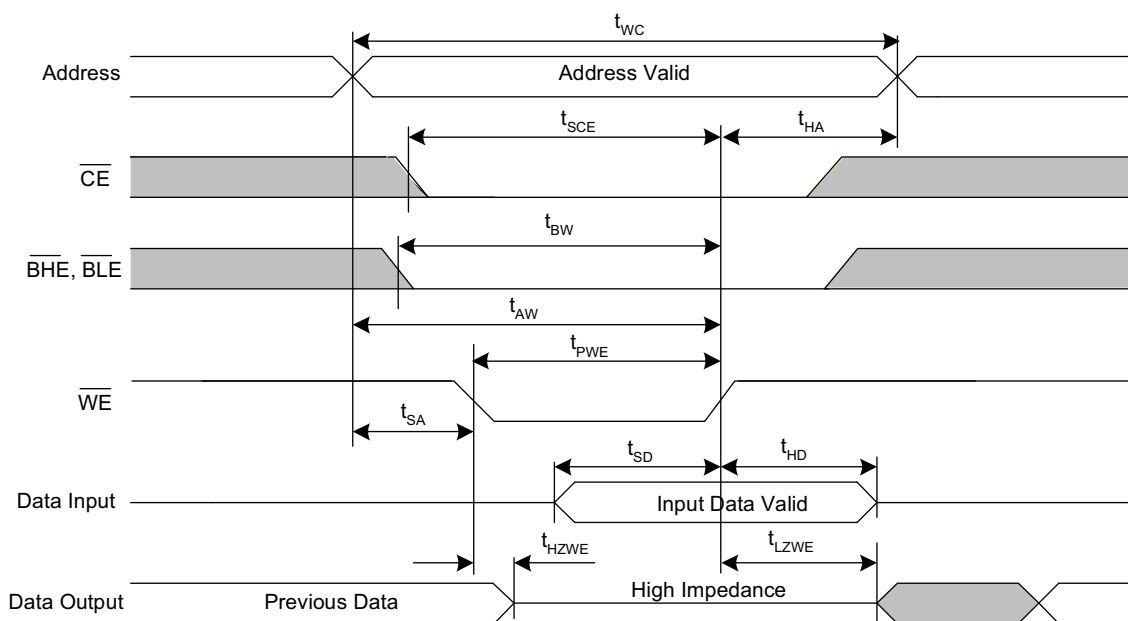 tWC
Address
Address Valid
tSCE
tHA
CE
tBW
BHE, BLE
tAW
tPWE
WE
tSA
tSD
tHD
Data Input
Input Data Valid
tHZWE
tLZWE
Data Output
Previous Data
High Impedance